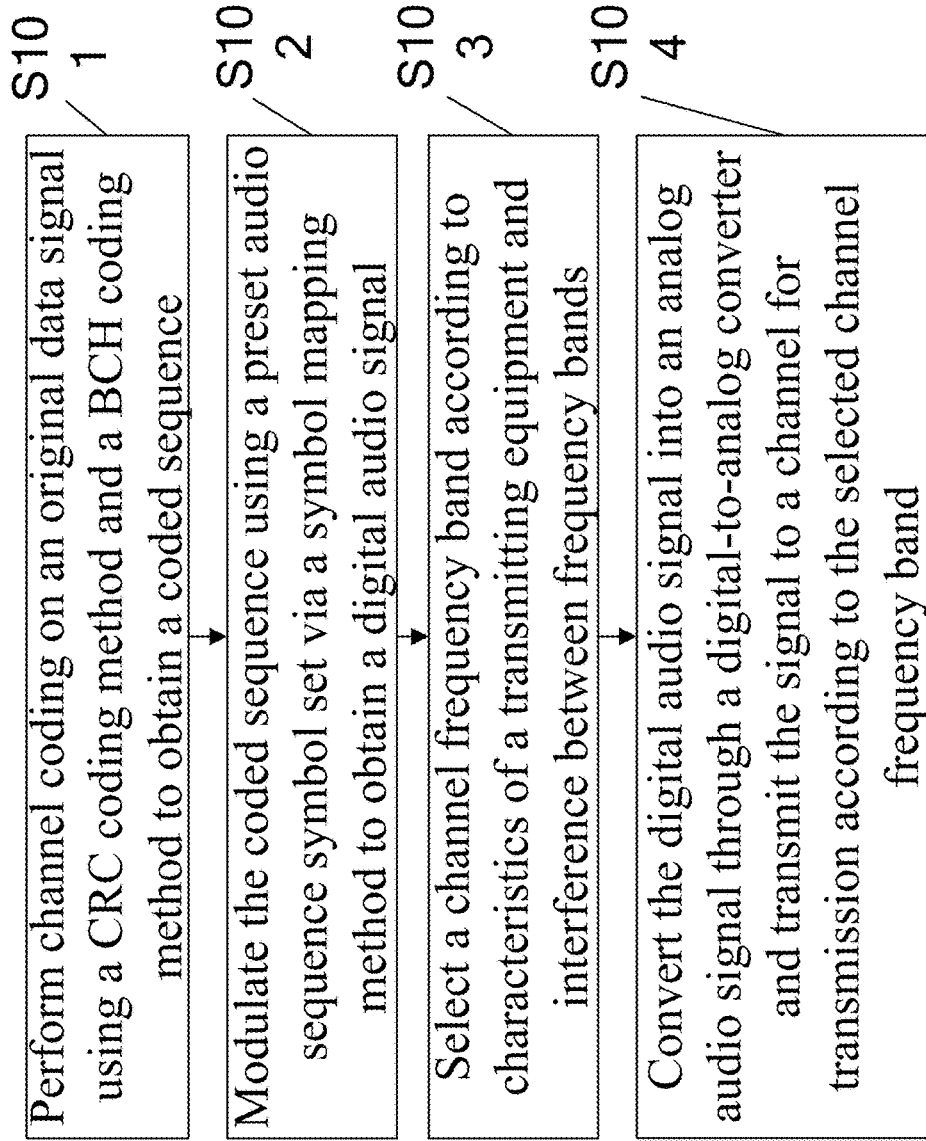 Perform channel coding on an original data signal
using a CRC coding method and a BCH coding
method to obtain a coded sequence
S10
1
Modulate the coded sequence using a preset audio
sequence symbol set via a symbol mapping
method to obtain a digital audio signal
S10
2
Select a channel frequency band according to
characteristics of a transmitting equipment and
interference between frequency bands
S10
3
Convert the digital audio signal into an analog
audio signal through a digital-to-analog converter
and transmit the signal to a channel for
transmission according to the selected channel
frequency band
S10
4